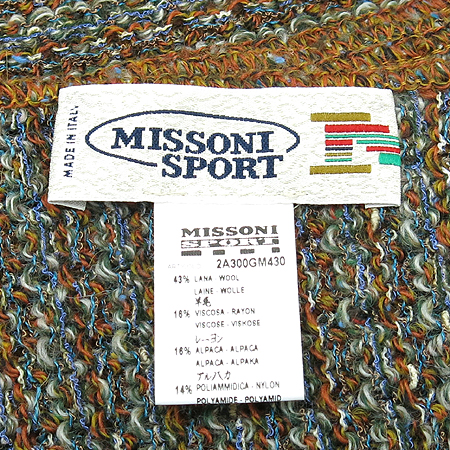 MADE IN ITALY
MISSONI
SPORT
MISSONI
SPORT
2A300GM430
43% LANA - WOOL
LAINE - WOLLE
羊毛
16% VISCOSA - RAYON
VISCOSE - VISKOSE
レーヨン
16% ALPACA - ALPACA
ALPACA - ALPAKA
アルパカ
14% POLIAMMIDICA - NYLON
POLYAMIDE - POLYAMID